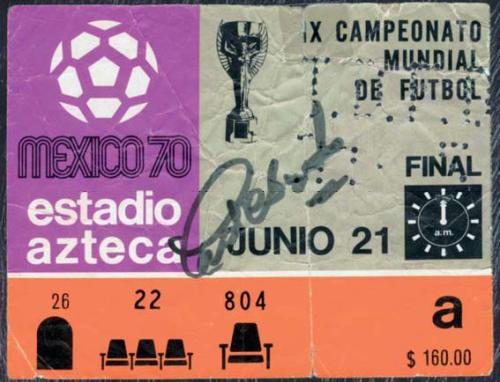 MEXICO 70
estadio
azteca
IX CAMPEONATO
MUNDIAL
DE FUTBOL
FINAL
JUNIO 21
a.m.
26
22
804
a
$ 160.00